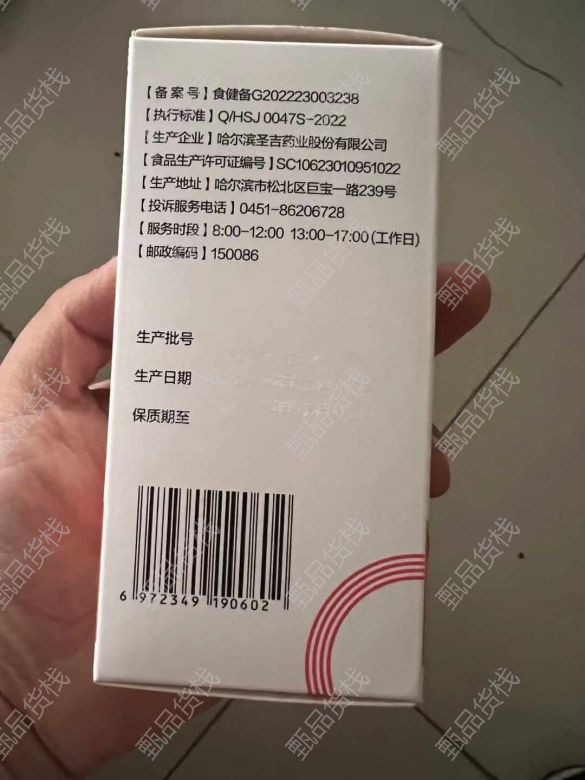 【 备 案 号 】食健备G202223003238
【 执行标准 】Q/HSJ 0047S-2022
【 生产企业 】哈尔滨圣吉药业股份有限公司
【 食品生产许可证编号 】SC10623010951022
【 生产地址 】哈尔滨市松北区巨宝一路239号
【 投诉服务电话 】0451-86206728
【 服务时段 】8:00-12:00 13:00-17:00(工作日)
【 邮政编码 】150086
生产批号
生产日期
保质期至
6 972349 190602
甄品货栈